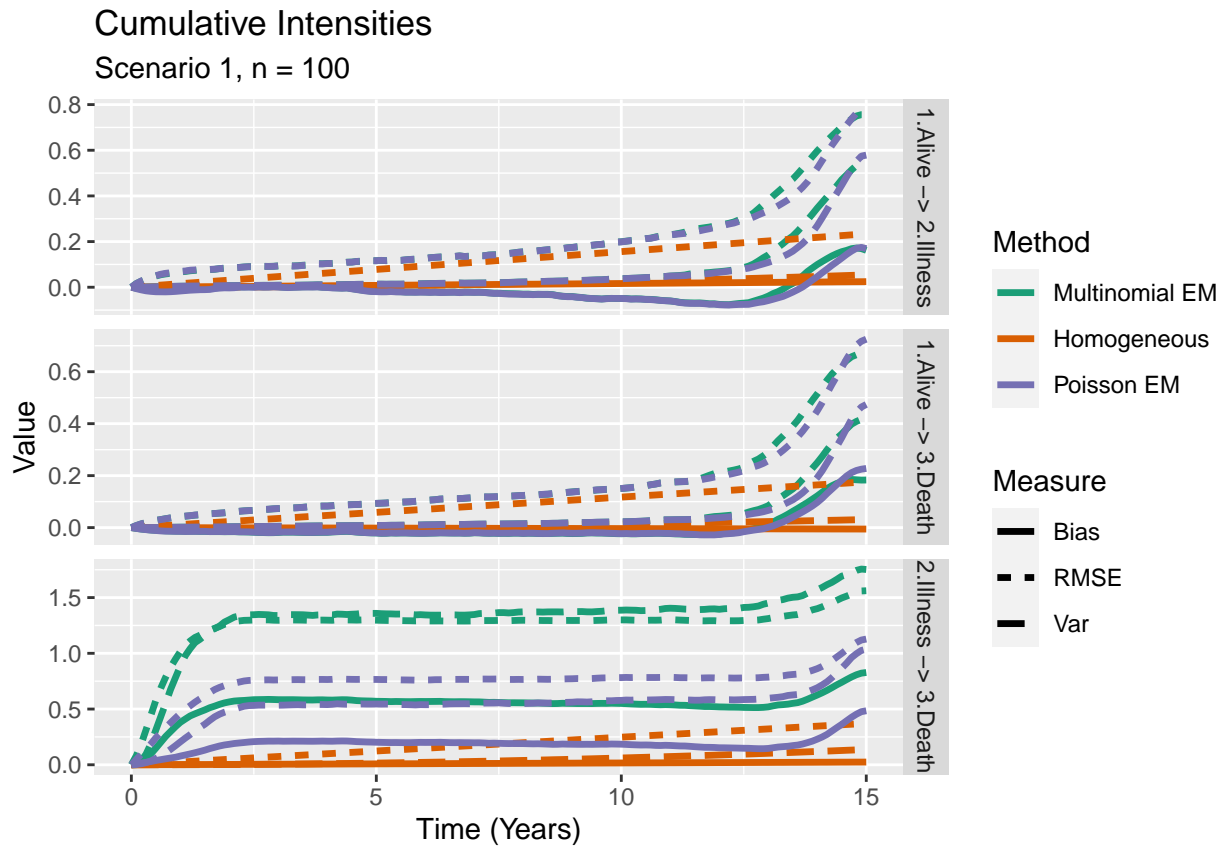 Cumulative Intensities
Scenario 1, n = 100
0.8
0.6
0.4
0.2
0.0
1.Alive −> 2.Illness
0.6
0.4
0.2
0.0
1.Alive −> 3.Death
1.5
1.0
0.5
0.0
2.Illness −> 3.Death
0
5
10
15
Value
Time (Years)
Method
Multinomial EM
Homogeneous
Poisson EM
Measure
Bias
RMSE
Var